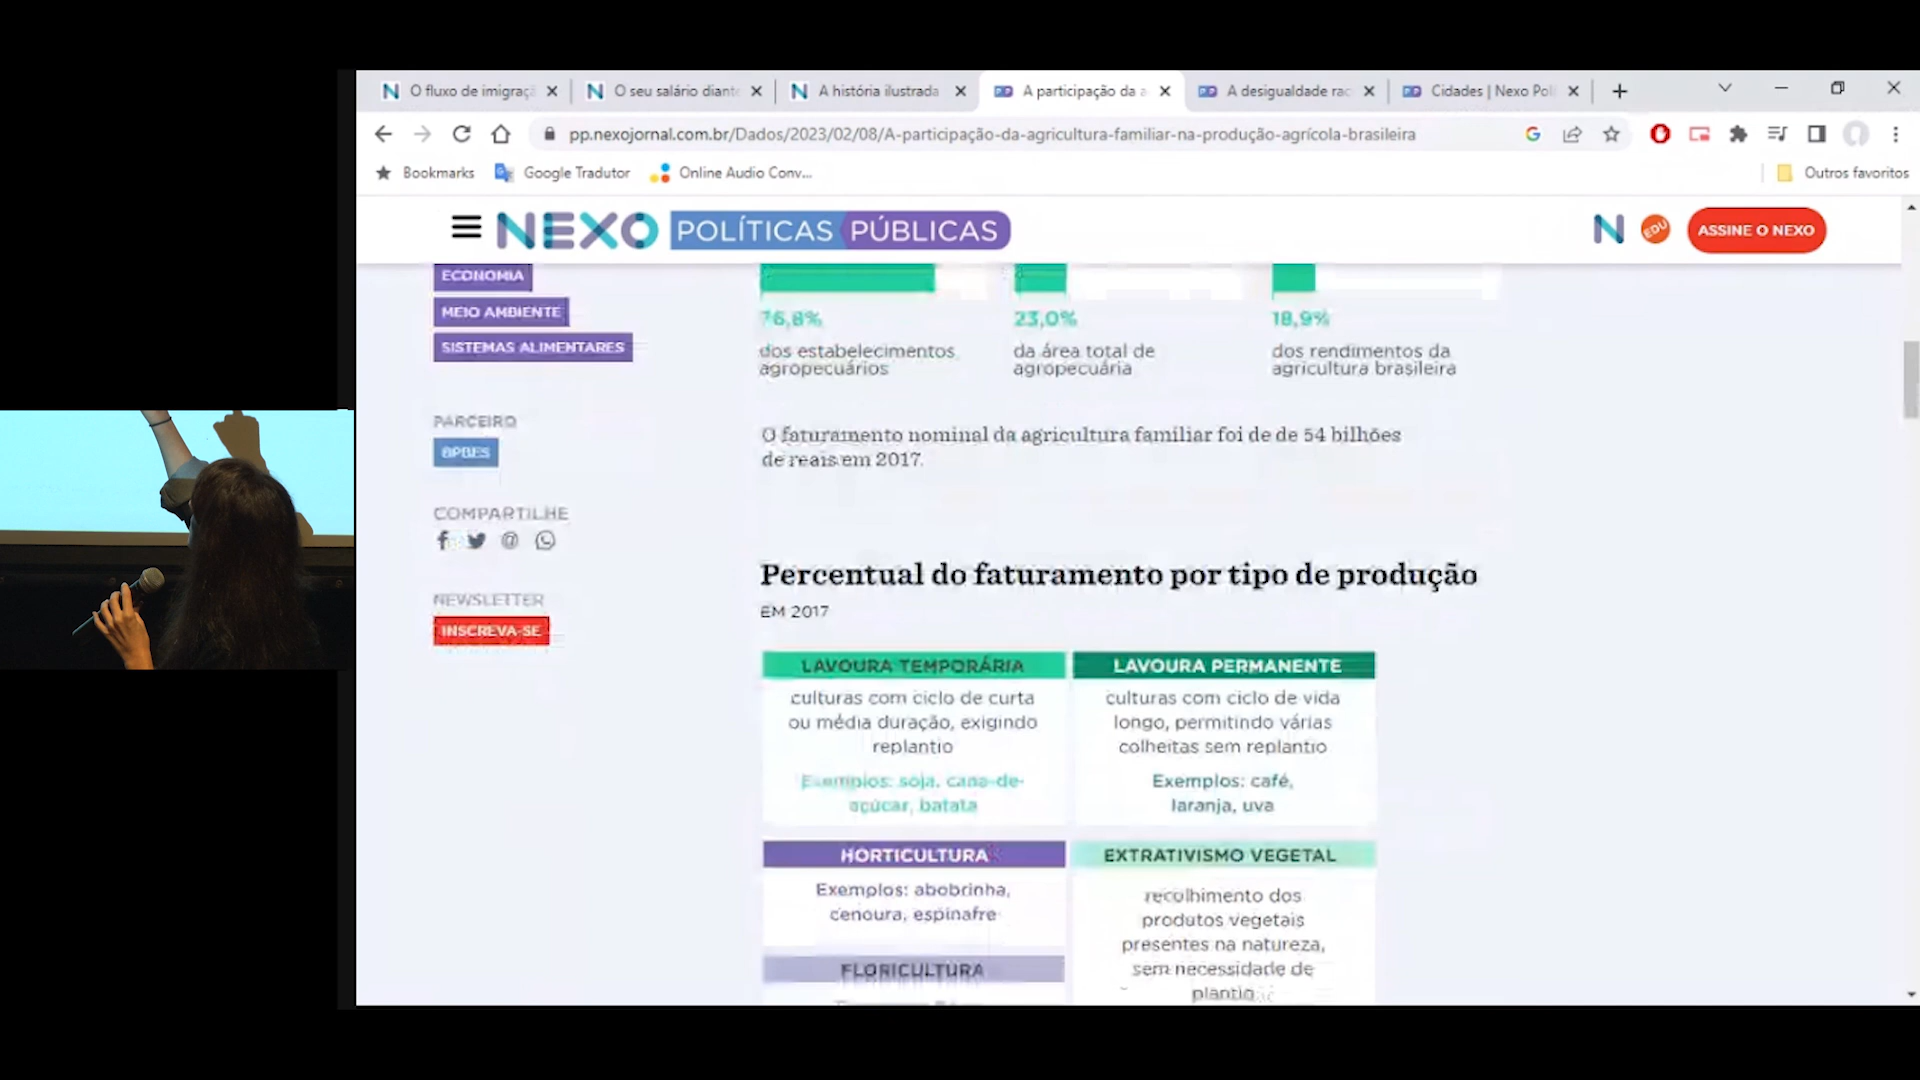 O fluxo de imigraçã
O seu salário diante
A história ilustrada
A participação da a
A desigualdade rac
Cidades | Nexo Pol
pp.nexojornal.com.br/Dados/2023/02/08/A-participação-da-agricultura-familiar-na-produção-agrícola-brasileira
Bookmarks
Google Tradutor
Online Audio Conv...
Outros favoritos
NEXO POLÍTICAS PÚBLICAS
N
EDU
ASSINE O NEXO
ECONOMIA
MEIO AMBIENTE
SISTEMAS ALIMENTARES
PARCEIRO
COMPARTILHE
NEWSLETTER
INSCREVA-SE
76,8%
dos estabelecimentos
agropecuários
23,0%
da área total de
agropecuária
18,9%
dos rendimentos da
agricultura brasileira
O faturamento nominal da agricultura familiar foi de de 54 bilhões
de reais em 2017.
Percentual do faturamento por tipo de produção
EM 2017
LAVOURA TEMPORÁRIA
culturas com ciclo de curta
ou média duração, exigindo
replantio
Exemplos: soja, cana-de-
açúcar, batata
LAVOURA PERMANENTE
culturas com ciclo de vida
longo, permitindo várias
colheitas sem replantio
Exemplos: café,
laranja, uva
HORTICULTURA
Exemplos: abobrinha,
cenoura, espinafre
FLORICULTURA
EXTRATIVISMO VEGETAL
recolhimento dos
produtos vegetais
presentes na natureza,
sem necessidade de
plantio